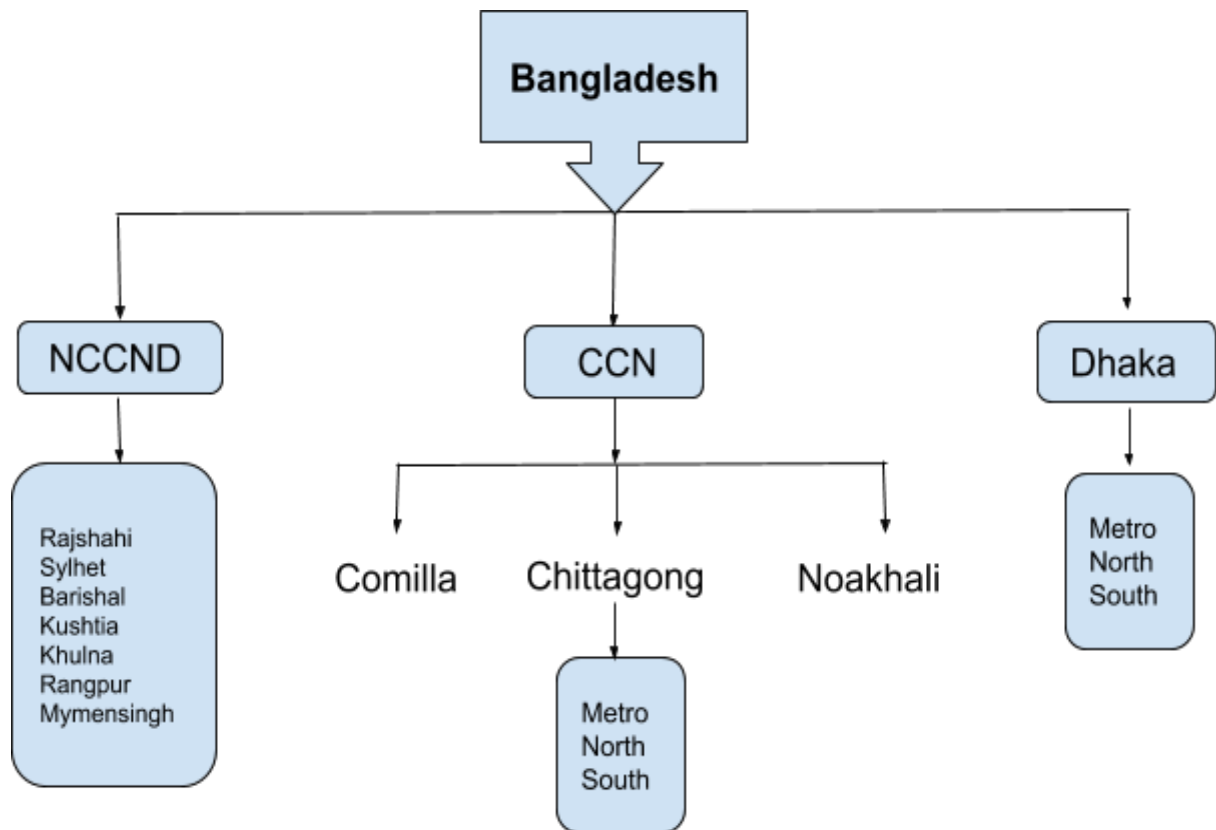 Bangladesh
NCCND
CCN
Dhaka
Rajshahi
Sylhet
Barishal
Kushtia
Khulna
Rangpur
Mymensingh
Comilla
Chittagong
Noakhali
Metro
North
South
Metro
North
South